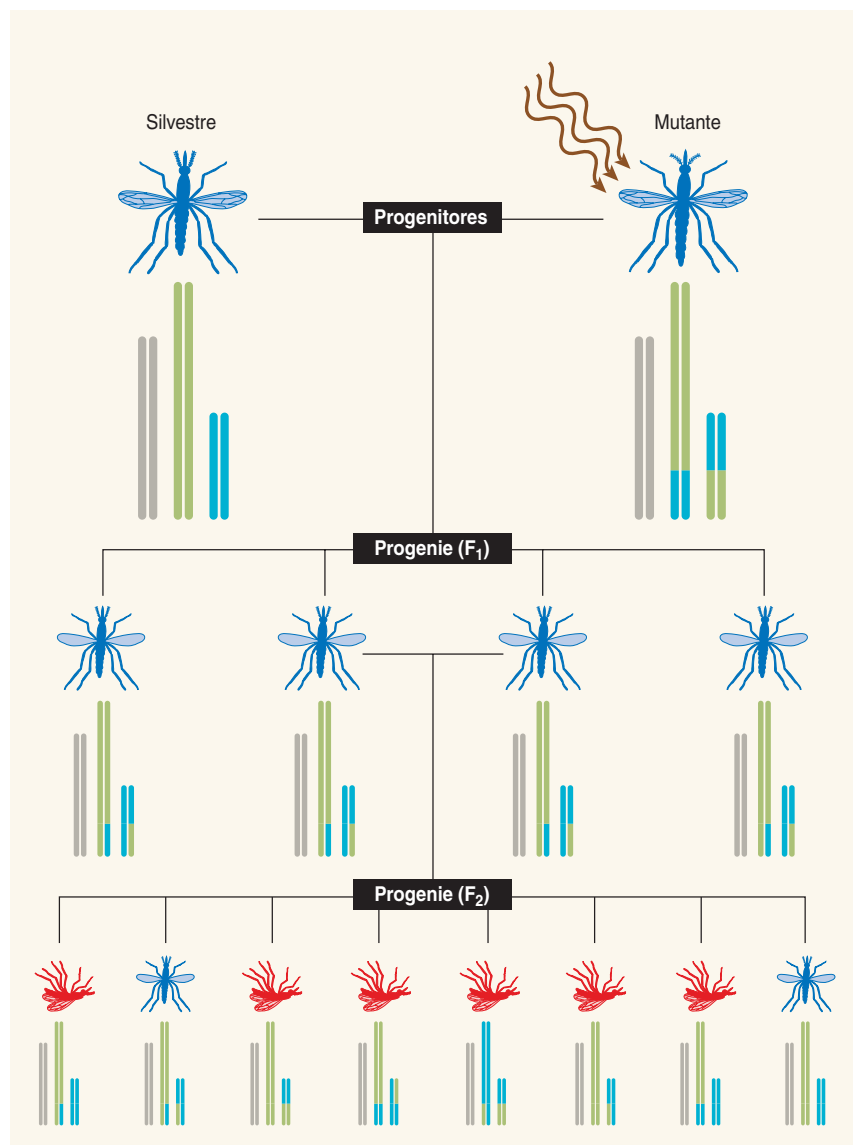 Silvestre
Mutante
Progenitores
Progenie (F₁)
Progenie (F₂)